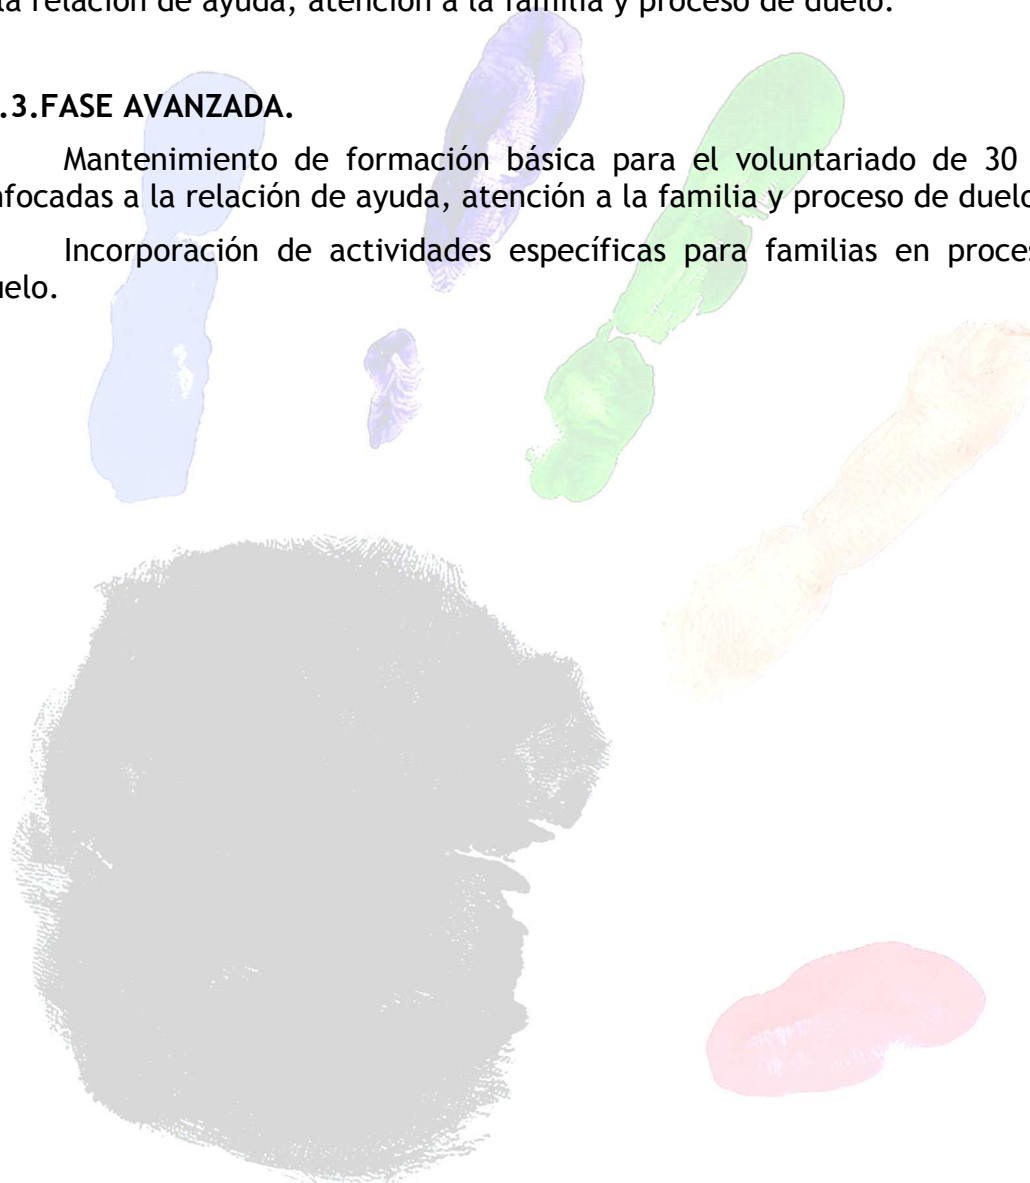 la relación de ayuda, atención a la familia y proceso de duelo.
.3.FASE AVANZADA.
Mantenimiento de formación básica para el voluntariado de 30
nfocadas a la relación de ayuda, atención a la familia y proceso de duelo
Incorporación de actividades específicas para familias en proces
uelo.